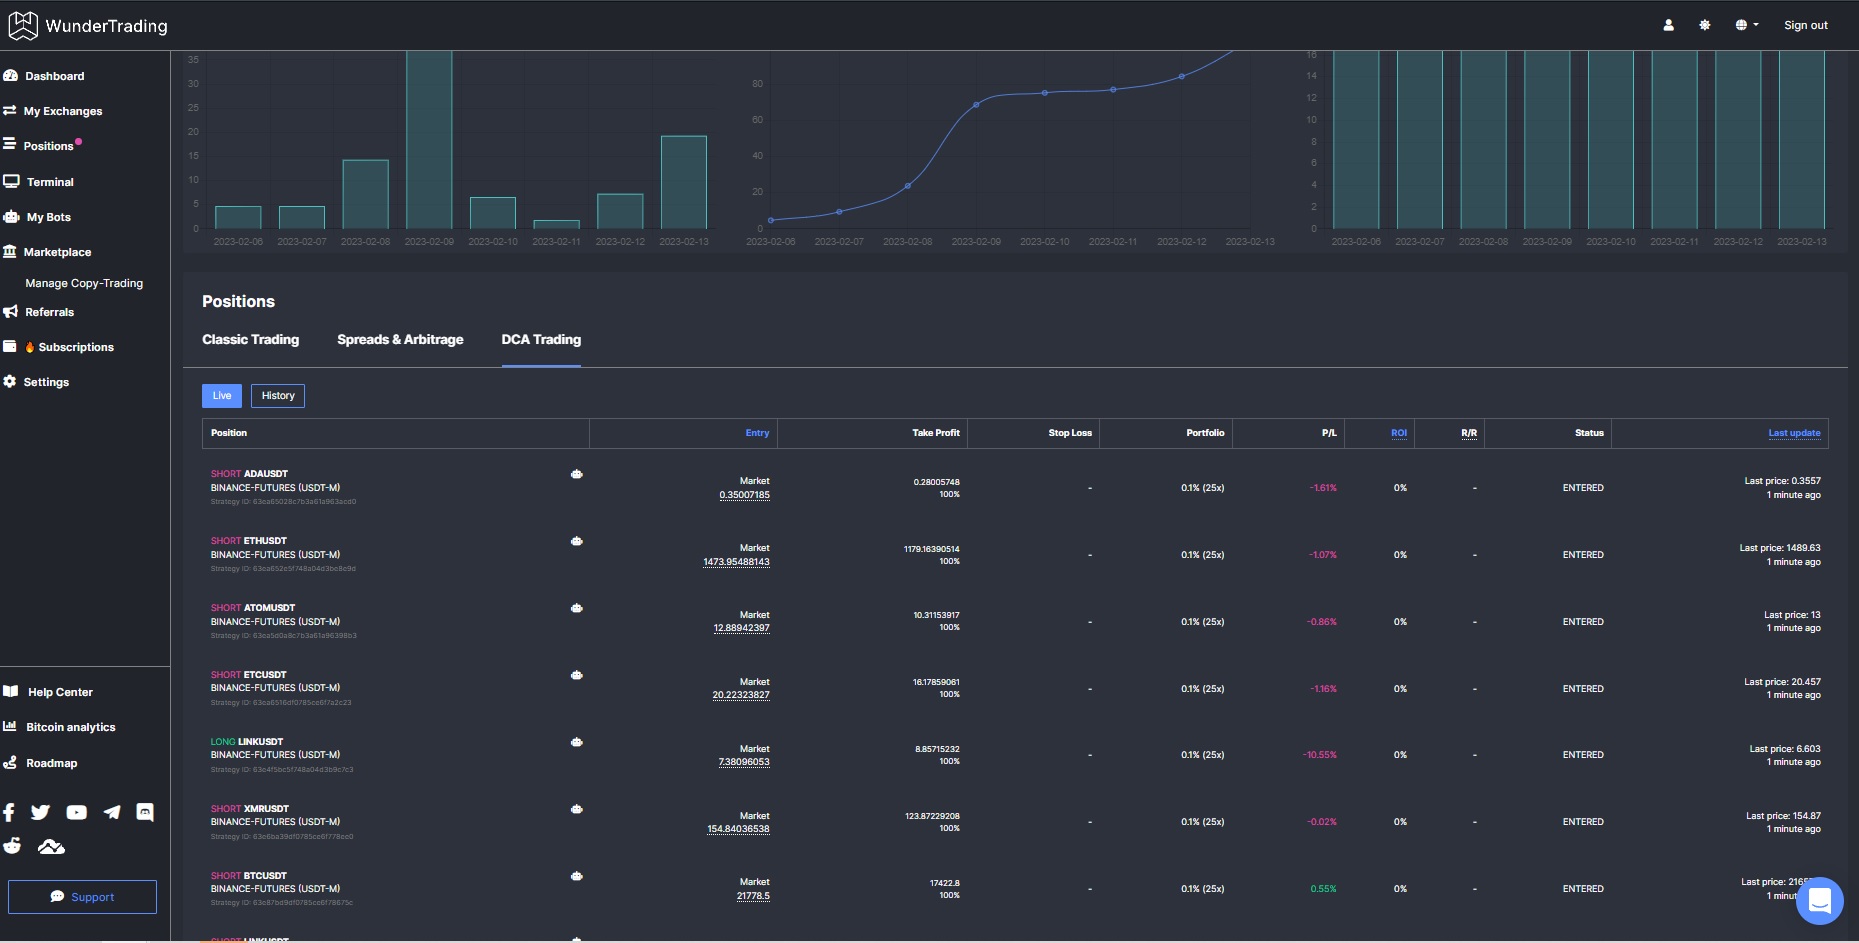 WunderTrading
Sign out
Dashboard
My Exchanges
Positions
Terminal
My Bots
Marketplace
Manage Copy-Trading
Referrals
Subscriptions
Settings
Help Center
Bitcoin analytics
Roadmap
Support
35
30
25
20
15
10
5
0
2023-02-06 2023-02-07 2023-02-08 2023-02-09 2023-02-10 2023-02-11 2023-02-12 2023-02-13
80
60
40
20
0
2023-02-06 2023-02-07 2023-02-08 2023-02-09 2023-02-10 2023-02-11 2023-02-12 2023-02-13
16
14
12
10
8
6
4
2
0
2023-02-06 2023-02-07 2023-02-08 2023-02-09 2023-02-10 2023-02-11 2023-02-12 2023-02-13
Positions
Classic Trading Spreads & Arbitrage DCA Trading
Live History
Position Entry Take Profit Stop Loss Portfolio P/L ROI R/R Status Last update
SHORT ADAUSDT
BINANCE-FUTURES (USDT-M)
Strategy ID:
Market
0.35007185
0.28005748
100%
- 0.1% (25x) -1.61% 0% - ENTERED
Last price: 0.3557
1 minute ago
SHORT ETHUSDT
BINANCE-FUTURES (USDT-M)
Strategy ID:
Market
1473.95488143
1179.16390514
100%
- 0.1% (25x) -1.07% 0% - ENTERED
Last price: 1489.63
1 minute ago
SHORT ATOMUSDT
BINANCE-FUTURES (USDT-M)
Strategy ID:
Market
12.88942397
10.31153917
100%
- 0.1% (25x) -0.86% 0% - ENTERED
Last price: 13
1 minute ago
SHORT ETCUSDT
BINANCE-FUTURES (USDT-M)
Strategy ID:
Market
20.22323827
16.17859061
100%
- 0.1% (25x) -1.16% 0% - ENTERED
Last price: 20.457
1 minute ago
LONG LINKUSDT
BINANCE-FUTURES (USDT-M)
Strategy ID:
Market
7.38096053
8.85715232
100%
- 0.1% (25x) -10.55% 0% - ENTERED
Last price: 6.603
1 minute ago
SHORT XMRUSDT
BINANCE-FUTURES (USDT-M)
Strategy ID:
Market
154.84036538
123.87229208
100%
- 0.1% (25x) -0.02% 0% - ENTERED
Last price: 154.87
1 minute ago
SHORT BTCUSDT
BINANCE-FUTURES (USDT-M)
Strategy ID:
Market
21778.5
17422.8
100%
- 0.1% (25x) 0.55% 0% - ENTERED
Last price:
1
SHORT LINKUSDT